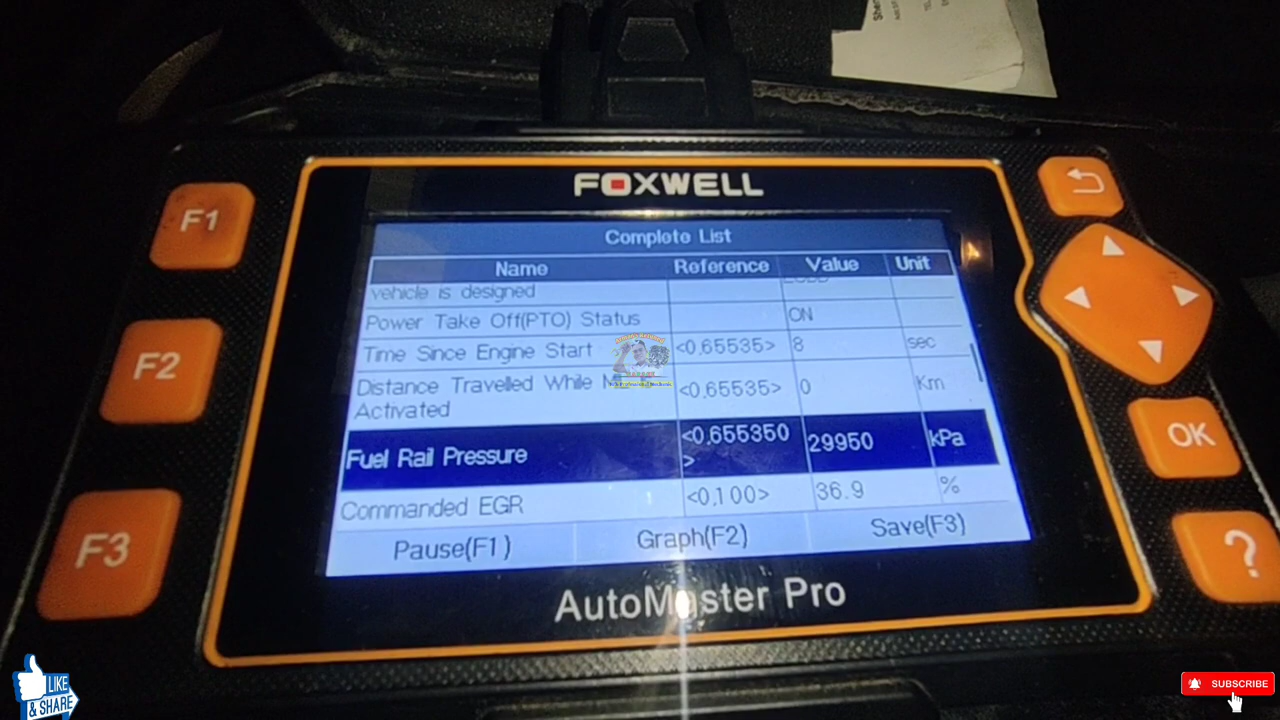 FOXWELL
Complete List
Name Reference Value Unit
vehicle is designed
Power Take Off(PTO) Status ON
Time Since Engine Start <0,65535> 8 sec
Distance Travelled While <0,65535> 0 Km
Activated
Fuel Rail Pressure <0,655350 29950 kPa
>
Commanded EGR <0,100> 36.9 %
Pause(F1) Graph(F2) Save(F3)
AutoMaster Pro
F1
F2
F3
OK
?
LIKE
& SHARE
SUBSCRIBE